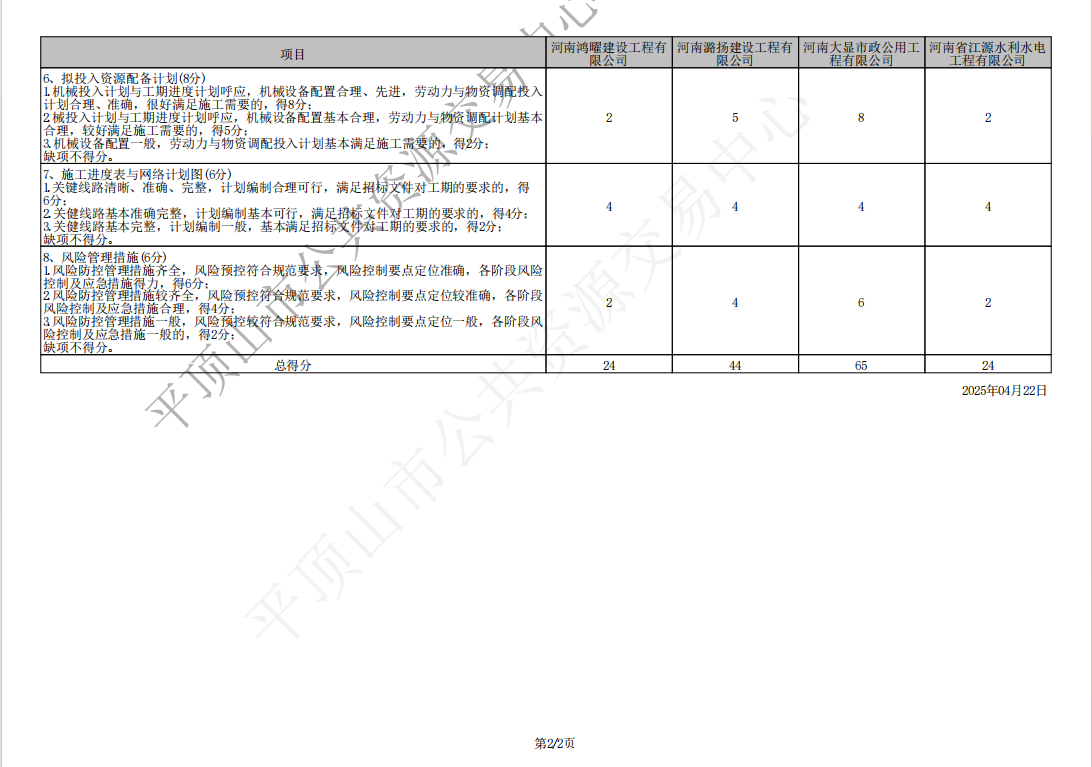 项目
河南鸿曜建设工程有
限公司
河南潞扬建设工程有
限公司
河南大显市政公用工
程有限公司
河南省江源水利水电
工程有限公司
6、拟投入资源配备计划(8分)
1.机械投入计划与工期进度计划呼应，机械设备配置合理、先进，劳动力与物资调配投入
计划合理、准确，很好满足施工需要的，得8分；
2械投入计划与工期进度计划呼应，机械设备配置基本合理，劳动力与物资调配计划基本
合理，较好满足施工需要的，得5分；
3.机械设备配置一般，劳动力与物资调配投入计划基本满足施工需要的，得2分；
缺项不得分。
2
5
8
2
7、施工进度表与网络计划图(6分)
1.关键线路清晰、准确、完整，计划编制合理可行，满足招标文件对工期的要求的，得
6分；
2.关健线路基本准确完整，计划编制基本可行，满足招标文件对工期的要求的，得4分；
3.关健线路基本完整，计划编制一般，基本满足招标文件对工期的要求的，得2分；
缺项不得分。
4
4
4
4
8、风险管理措施(6分)
1.风险防控管理措施齐全，风险预控符合规范要求，风险控制要点定位准确，各阶段风险
控制及应急措施得力，得6分；
2.风险防控管理措施较齐全，风险预控符合规范要求，风险控制要点定位较准确，各阶段
风险控制及应急措施合理，得4分；
3.风险防控管理措施一般，风险预控较符合规范要求，风险控制要点定位一般，各阶段风
险控制及应急措施一般的，得2分；
缺项不得分。
2
4
6
2
总得分
24
44
65
24
2025年04月22日
平顶山市公共资源交易中心
平顶山市公共资源交易中心
第2/2页